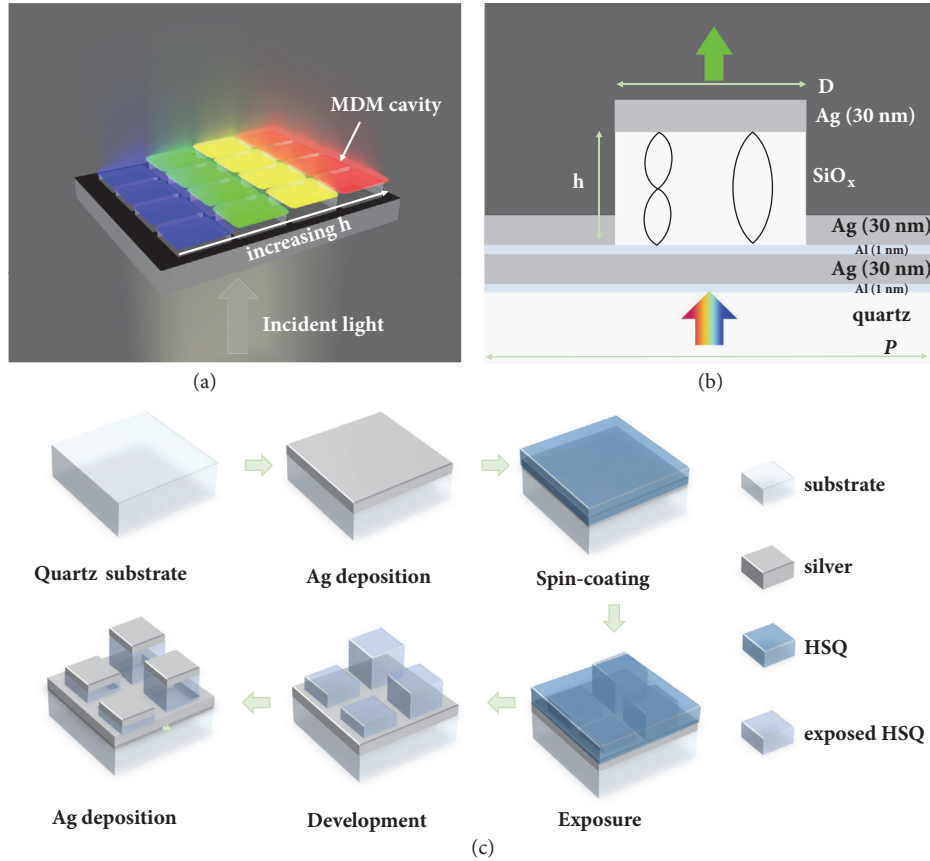 MDM cavity
increasing h
Incident light
(a)
D
Ag (30 nm)
h
SiOₓ
Ag (30 nm)
Al (1 nm)
Ag (30 nm)
Al (1 nm)
quartz
P
(b)
Quartz substrate
Ag deposition
Spin-coating
substrate
silver
HSQ
exposed HSQ
Ag deposition
Development
Exposure
(c)